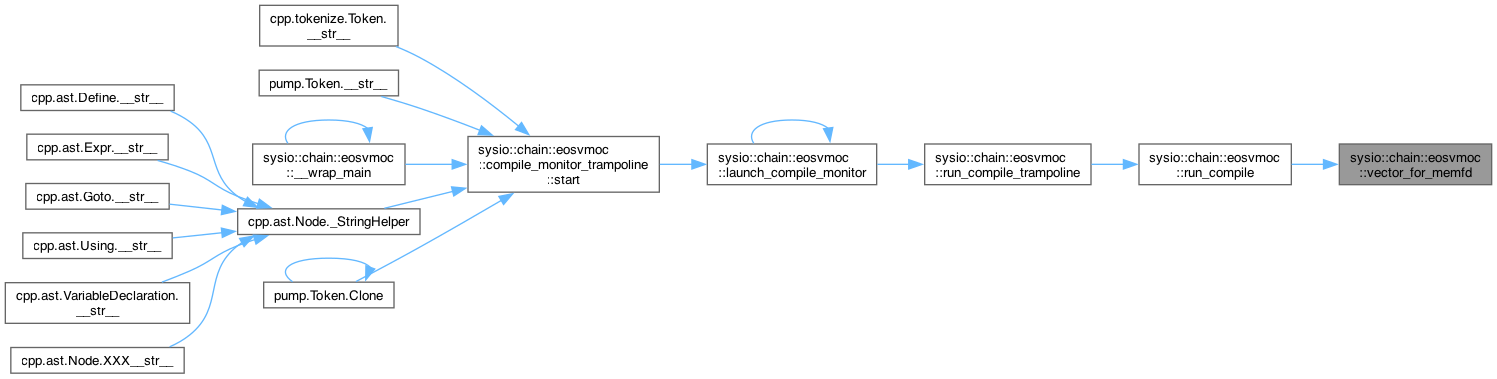 cpp.tokenize.Token.
__str__
pump.Token.__str__
cpp.ast.Define.__str__
cpp.ast.Expr.__str__
sysio::chain::eosvmoc
::__wrap_main
sysio::chain::eosvmoc
::compile_monitor_trampoline
::start
sysio::chain::eosvmoc
::launch_compile_monitor
sysio::chain::eosvmoc
::run_compile_trampoline
sysio::chain::eosvmoc
::run_compile
sysio::chain::eosvmoc
::vector_for_memfd
cpp.ast.Goto.__str__
cpp.ast.Node._StringHelper
cpp.ast.Using.__str__
cpp.ast.VariableDeclaration.
__str__
pump.Token.Clone
cpp.ast.Node.XXX__str__